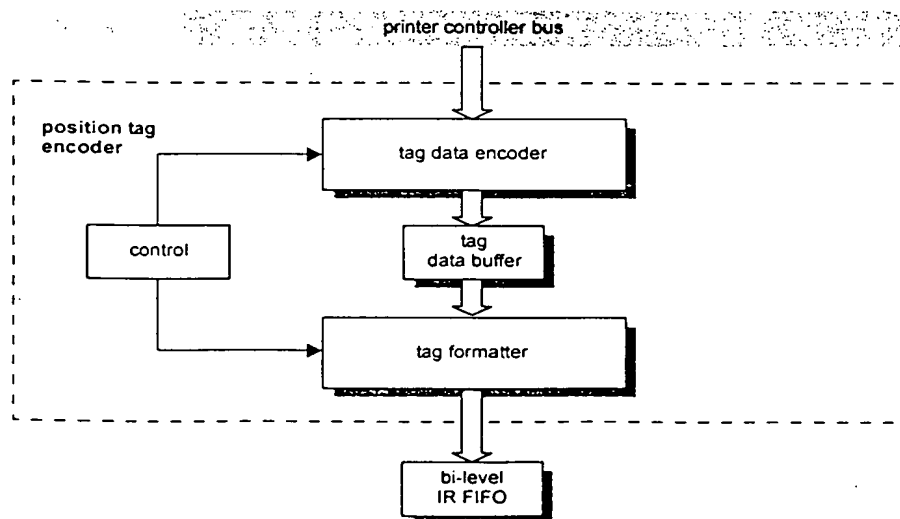 printer controller bus
position tag
encoder
tag data encoder
control
tag
data buffer
tag formatter
bi-level
IR FIFO